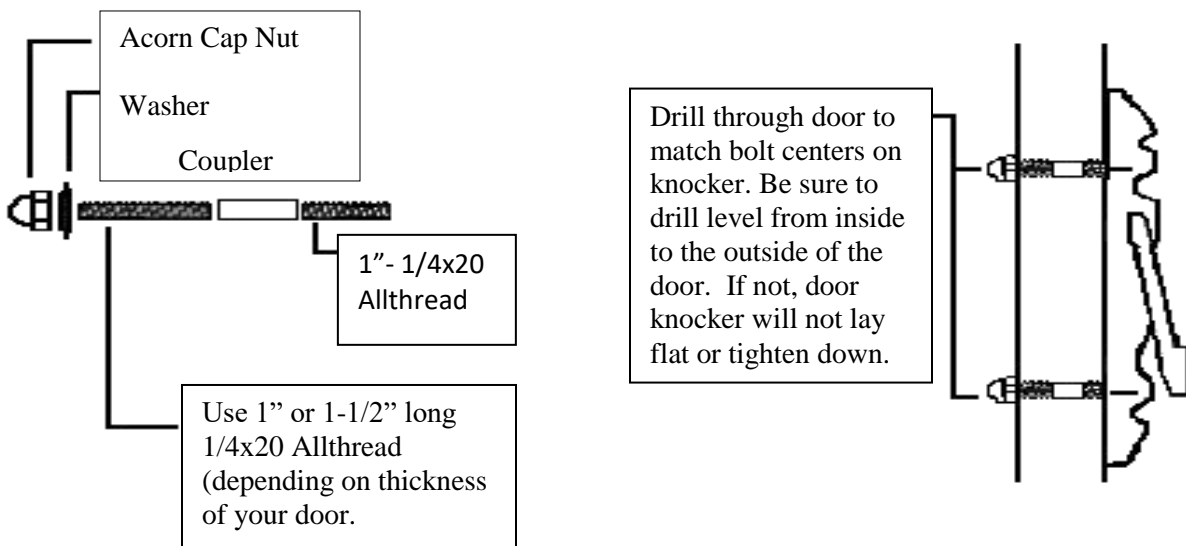 Acorn Cap Nut
Washer
Coupler
1”- 1/4x20
Allthread
Use 1” or 1-1/2” long
1/4x20 Allthread
(depending on thickness
of your door.
Drill through door to
match bolt centers on
knocker. Be sure to
drill level from inside
to the outside of the
door.  If not, door
knocker will not lay
flat or tighten down.